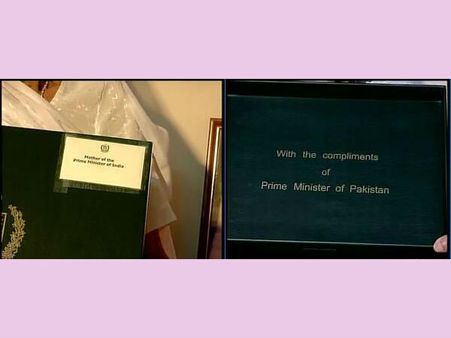 Mother of the
Prime Minister of India
With the compliments
of
Prime Minister of Pakistan